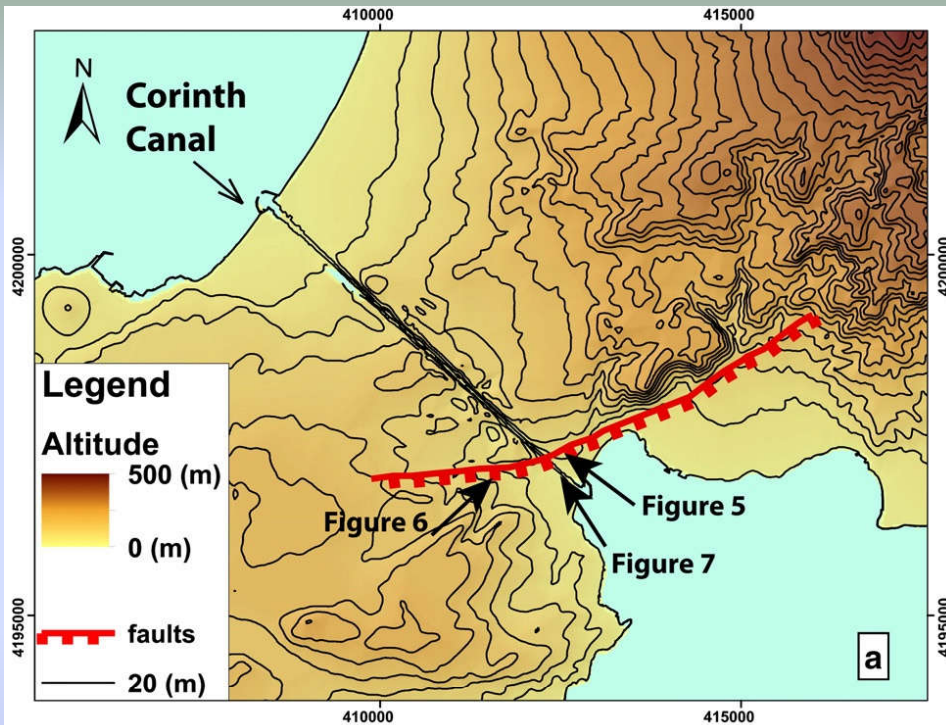 410000
415000
N
Corinth
Canal
4200000
4200000
Legend
Altitude
500 (m)
0 (m)
faults
20 (m)
Figure 6
Figure 5
Figure 7
4195000
4195000
a
410000
415000